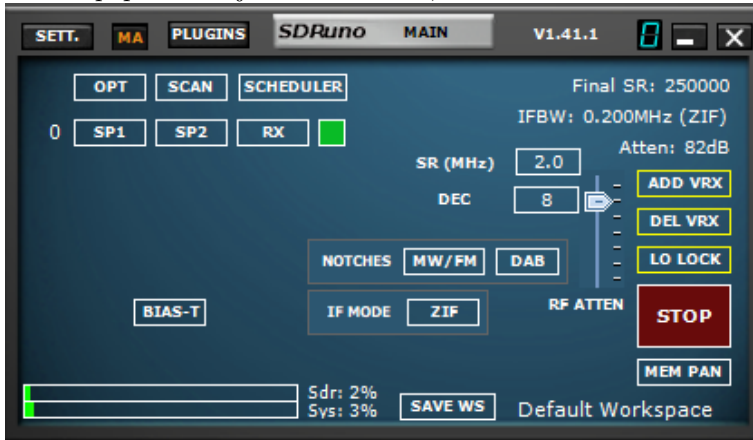 SETT. MA PLUGINS SDRuno MAIN V1.41.1 0
OPT SCAN SCHEDULER Final SR: 250000
IFBW: 0.200MHz (ZIF)
0 SP1 SP2 RX
Atten: 82dB
SR (MHz) 2.0
ADD VRX
DEC 8
DEL VRX
NOTCHES MW/FM DAB LO LOCK
BIAS-T IF MODE ZIF RF ATTEN STOP
MEM PAN
Sdr: 2%
Sys: 3% SAVE WS Default Workspace